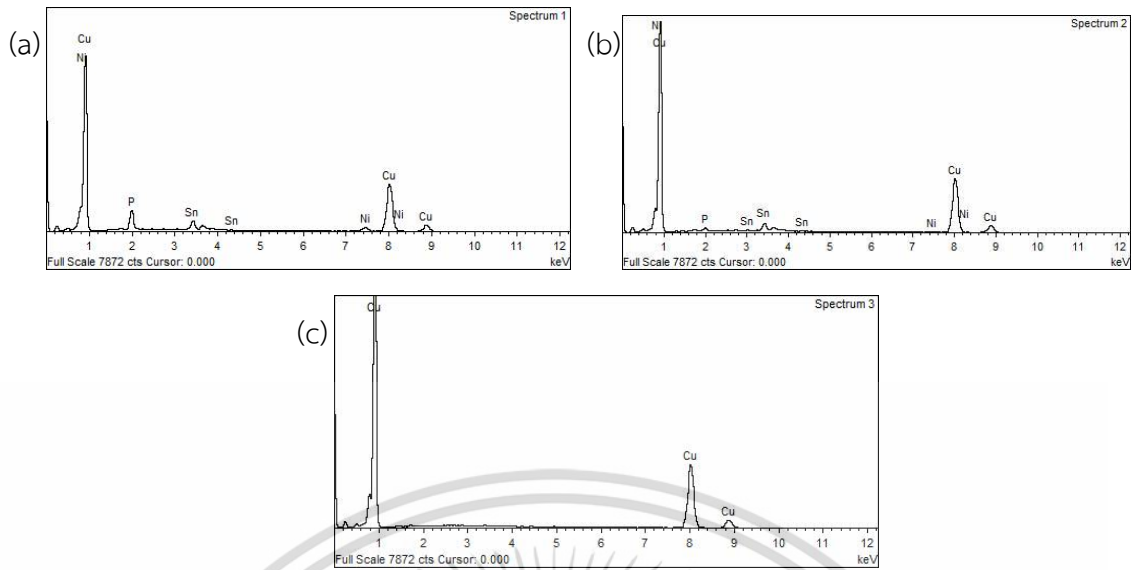 (a)
Spectrum 1
Cu
Ni
P
Sn
Sn
Ni
Cu
Ni
Cu
1 2 3 4 5 6 7 8 9 10 11 12
Full Scale 7872 cts Cursor: 0.000
keV
(b)
Spectrum 2
Ni
Cu
P
Sn
Sn
Sn
Ni
Cu
Ni
Cu
1 2 3 4 5 6 7 8 9 10 11 12
Full Scale 7872 cts Cursor: 0.000
keV
(c)
Spectrum 3
Cu
Cu
Cu
1 2 3 4 5 6 7 8 9 10 11 12
Full Scale 7872 cts Cursor: 0.000
keV